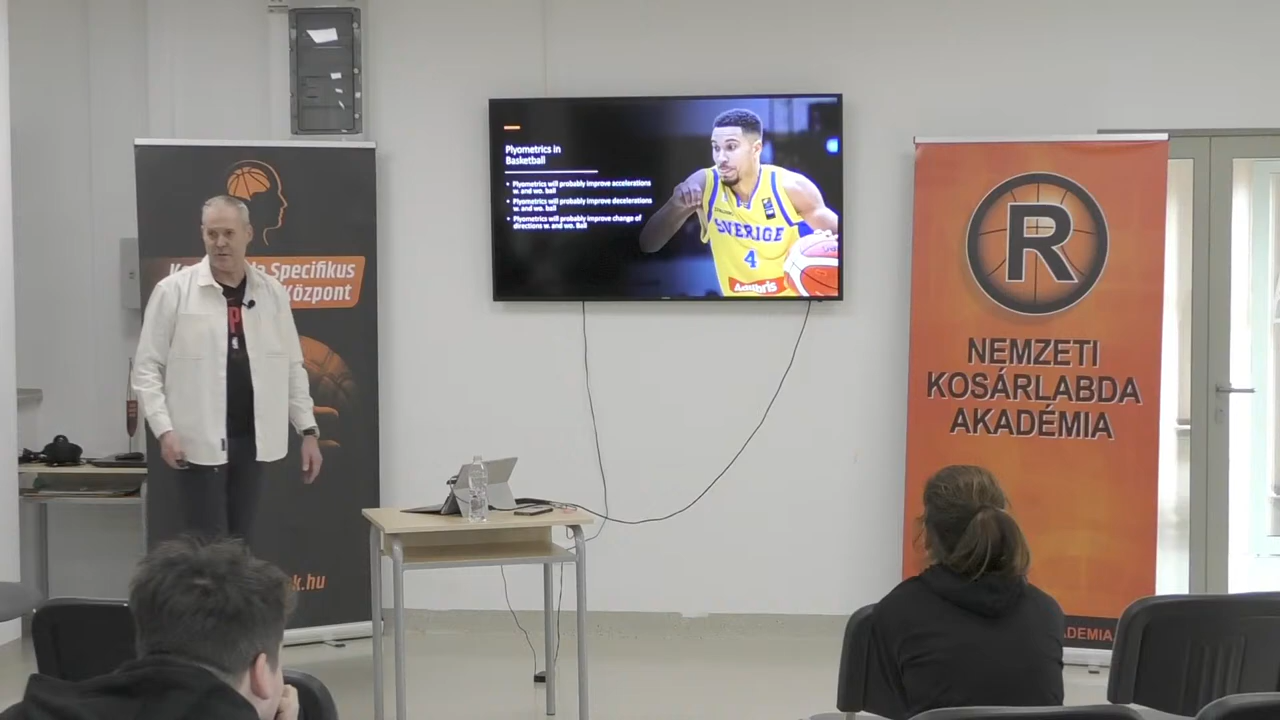 Specifikus
központ
k.hu
Plyometrics in
Basketball
• Plyometrics will probably improve accelerations
w. and wo. ball
• Plyometrics will probably improve decelerations
w. and wo. ball
• Plyometrics will probably improve change of
directions w. and wo. Ball
SVERIGE
4
R
NEMZETI
KOSÁRLABDA
AKADÉMIA